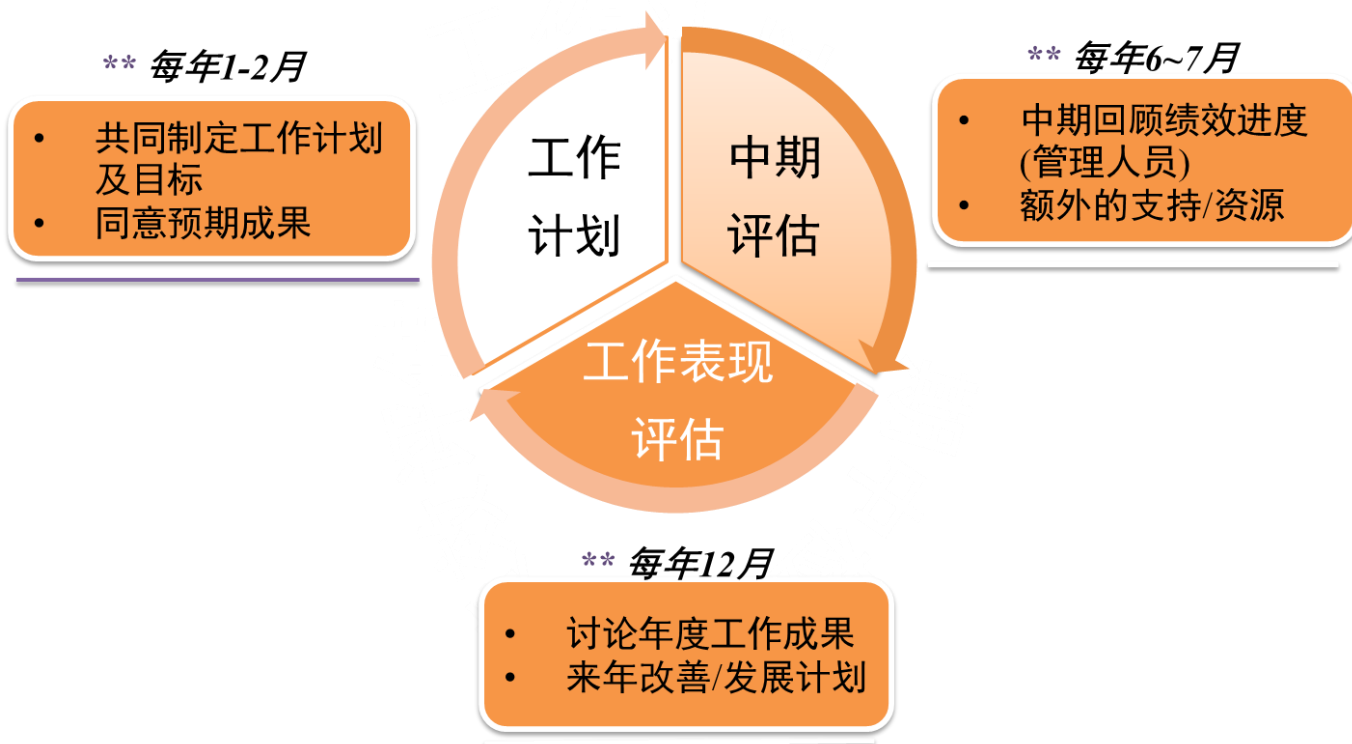 ** 每年1-2月
• 共同制定工作计划
及目标
• 同意预期成果
工作
计划
中期
评估
** 每年6~7月
• 中期回顾绩效进度
(管理人员)
• 额外的支持/资源
工作表现
评估
** 每年12月
• 讨论年度工作成果
• 来年改善/发展计划